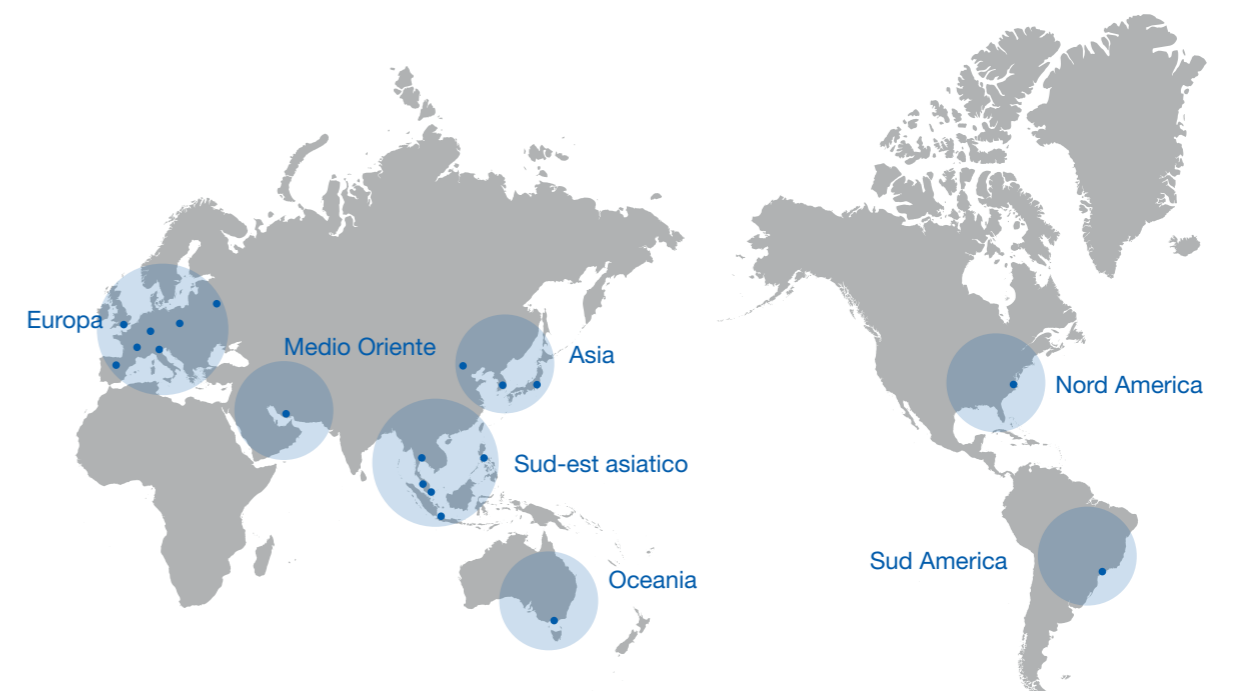 Europa
Medio Oriente
Asia
Nord America
Sud-est asiatico
Sud America
Oceania